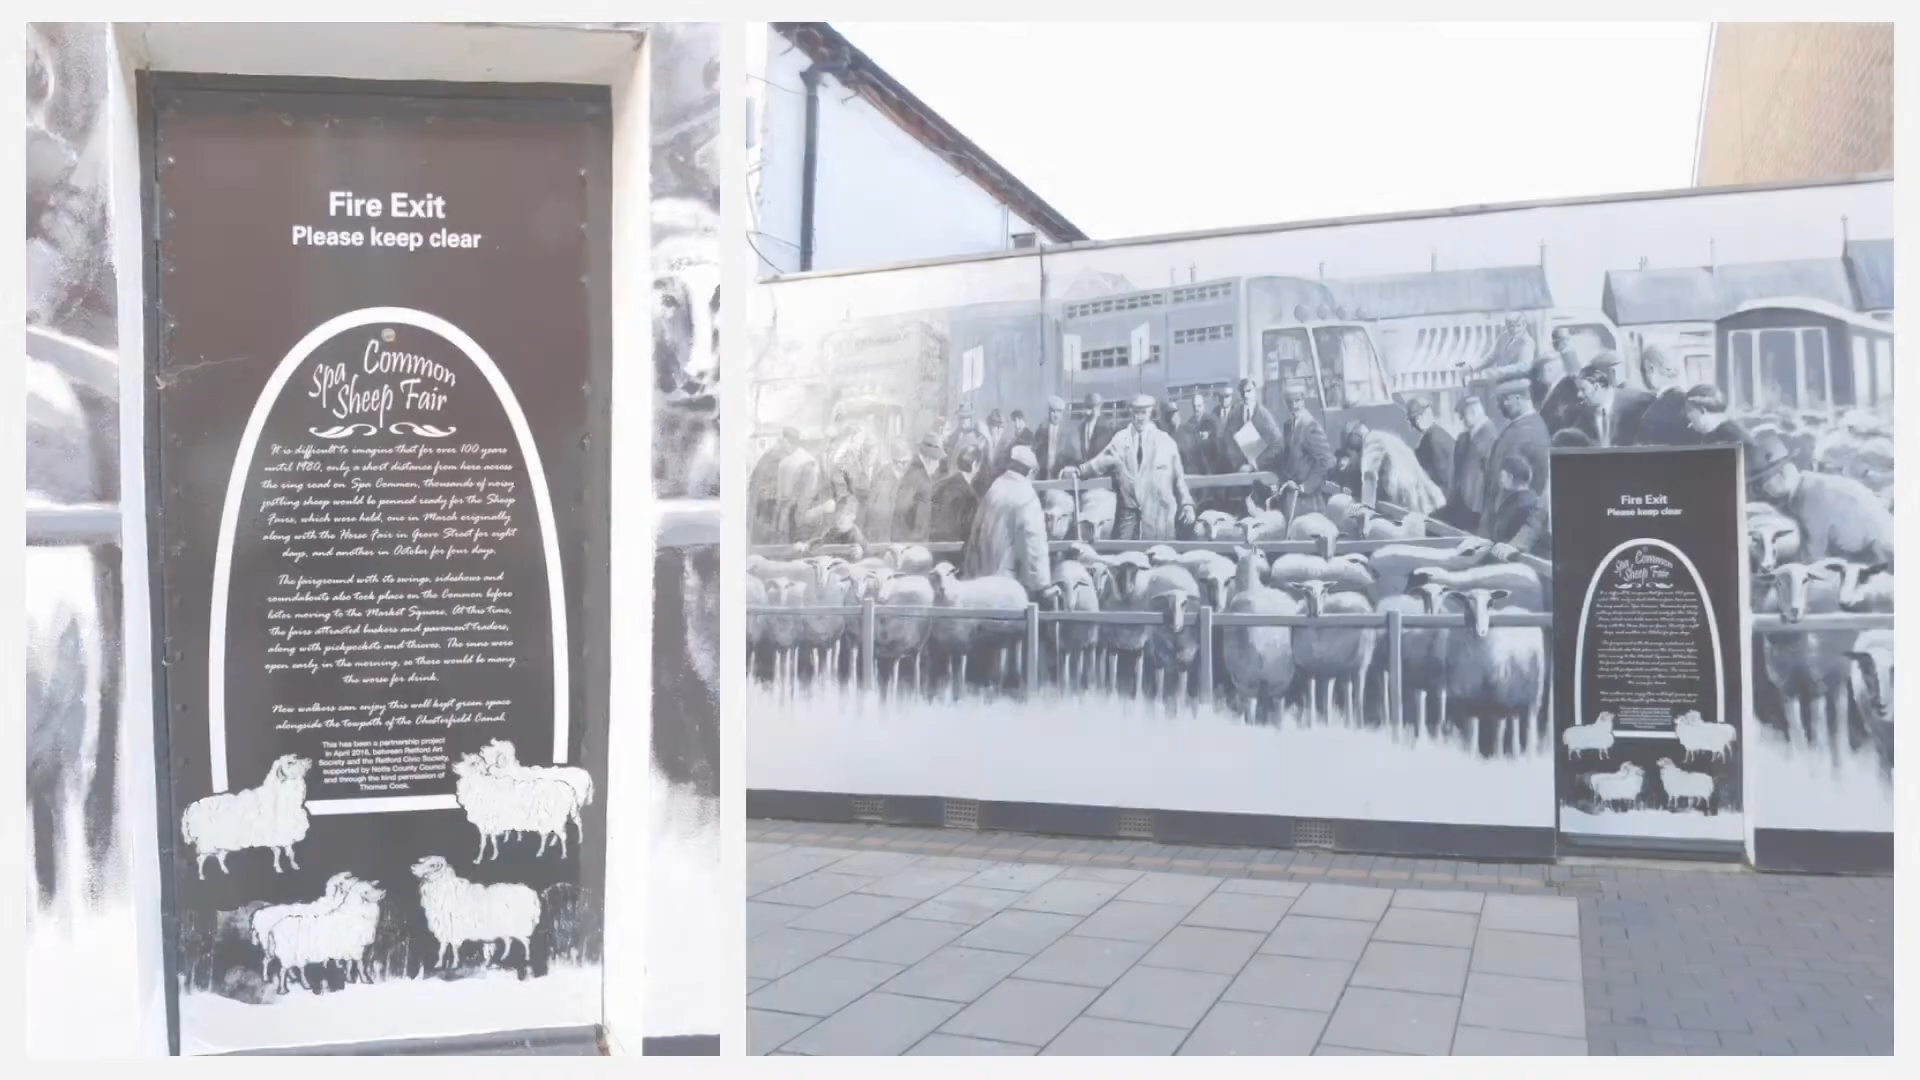 Fire Exit
Please keep clear
Spa Common
Sheep Fair
It is difficult to imagine that for over 100 years
until 1980, only a short distance from here across
the ring road on Spa Common, thousands of noisy
jostling sheep would be penned ready for the Sheep
Fairs, which were held, one in March originally
along with the Horse Fair in Grove Street for eight
days, and another in October for four days.
The fairground with its swings, sideshows and
roundabouts also took place on the Common before
later moving to the Market Square. At this time,
the fairs attracted buskers and pavement traders,
along with pickpockets and thieves. The inns were
open early in the morning, so there would be many
the worse for drink.
Now walkers can enjoy this well kept green space
alongside the towpath of the Chesterfield Canal.
This has been a partnership project
in April 2016, between Retford Art
Society and the Retford Civic Society,
supported by Notts County Council
and through the kind permission of
Thomas Cook.
Fire Exit
Please keep clear
Spa Common
Sheep Fair